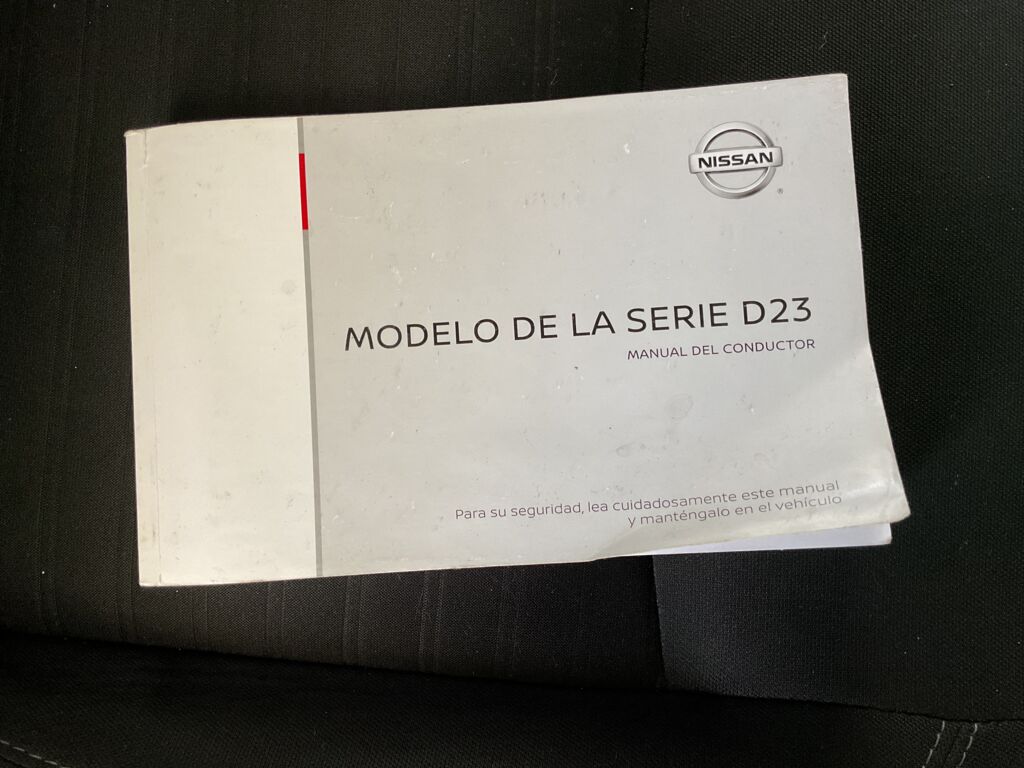 NISSAN
MODELO DE LA SERIE D23
MANUAL DEL CONDUCTOR
Para su seguridad, lea cuidadosamente este manual
y manténgalo en el vehículo